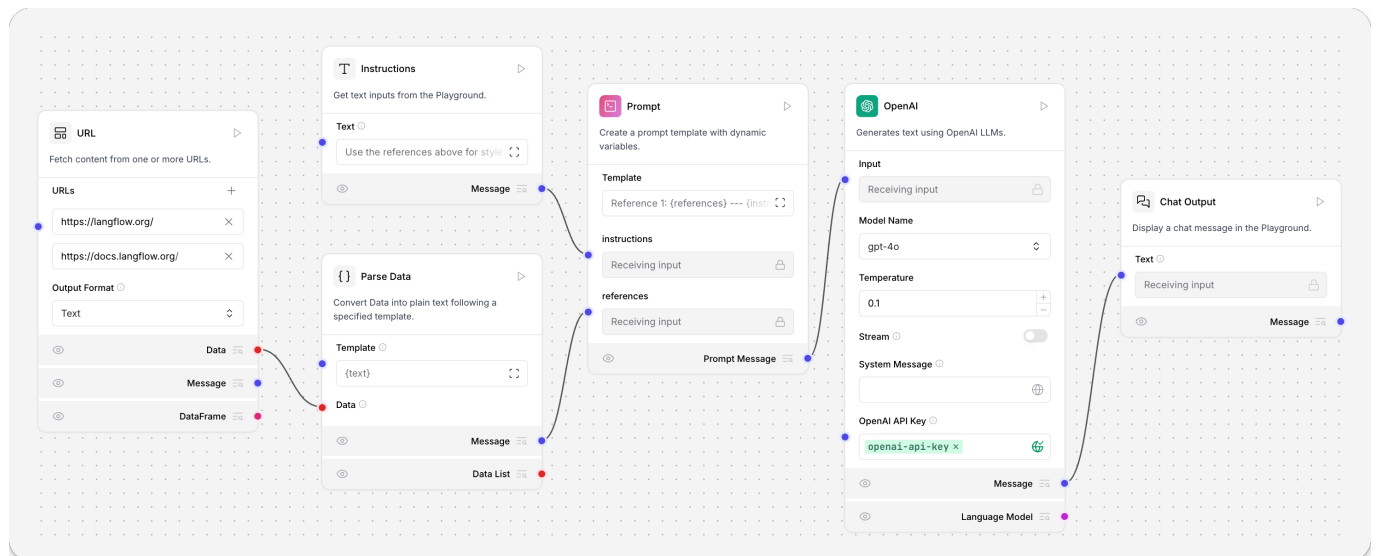 URL
Fetch content from one or more URLs.
URLs
https://langflow.org/
https://docs.langflow.org/
Output Format
Text
Data
Message
DataFrame
Instructions
Get text inputs from the Playground.
Text
Use the references above for style
Message
Parse Data
Convert Data into plain text following a
specified template.
Template
{text}
Data
Message
Data List
Prompt
Create a prompt template with dynamic
variables.
Template
Reference 1: {references} --- {inst
instructions
Receiving input
references
Receiving input
Prompt Message
OpenAI
Generates text using OpenAI LLMs.
Input
Receiving input
Model Name
gpt-4o
Temperature
0.1
Stream
System Message
OpenAI API Key
openai-api-key
Message
Language Model
Chat Output
Display a chat message in the Playground.
Text
Receiving input
Message